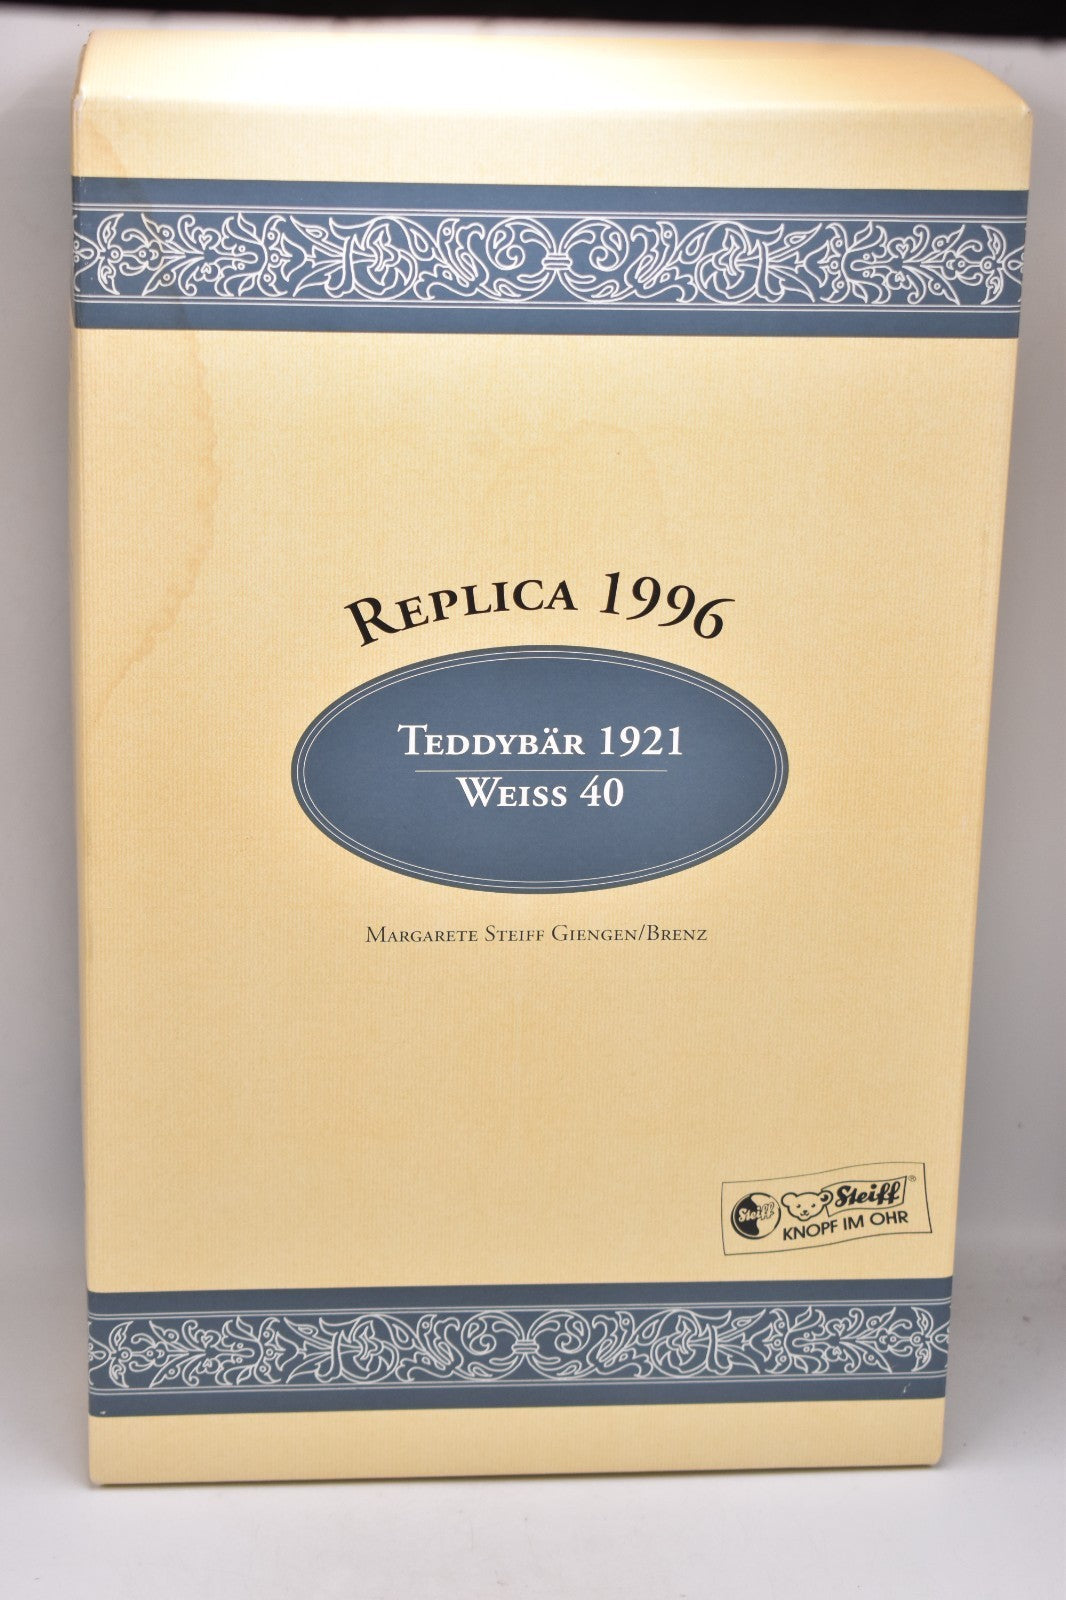 REPLICA 1996
TEDDYBÄR 1921
WEISS 40
MARGARETE STEIFF GIENGEN/BRENZ
Steiff
Steiff®
KNOPF IM OHR